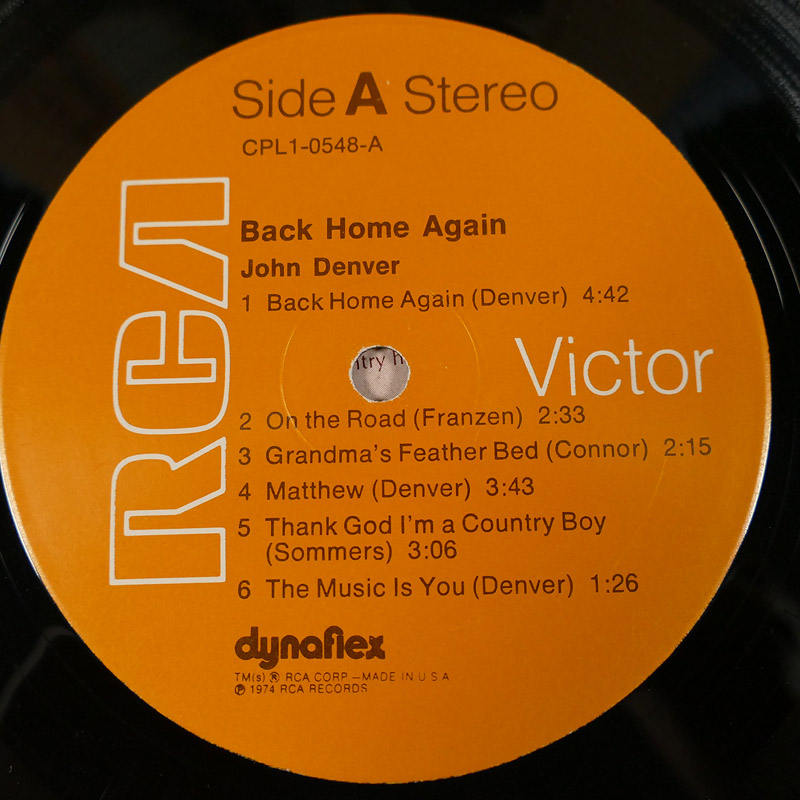 Side A Stereo
CPL1-0548-A
RCA
Back Home Again
John Denver
1 Back Home Again (Denver) 4:42
ntry h
Victor
2 On the Road (Franzen) 2:33
3 Grandma's Feather Bed (Connor) 2:15
4 Matthew (Denver) 3:43
5 Thank God I'm a Country Boy
(Sommers) 3:06
6 The Music Is You (Denver) 1:26
dynaflex
TM(s) ® RCA CORP — MADE IN U S A
℗ 1974 RCA RECORDS